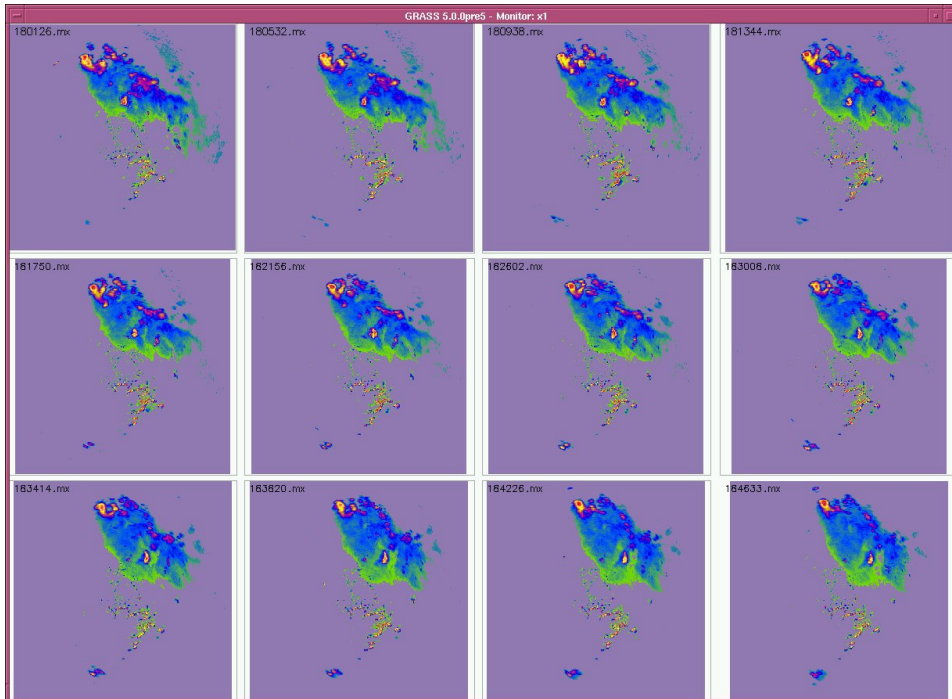 GRASS 5.0.0pre5 - Monitor: x1
180126.mx
180532.mx
180938.mx
181344.mx
181750.mx
182156.mx
182602.mx
183008.mx
183414.mx
183820.mx
184226.mx
184633.mx